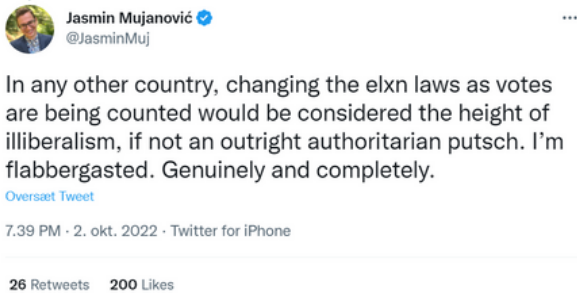 Jasmin Mujanović
@JasminMuj
In any other country, changing the elxn laws as votes
are being counted would be considered the height of
illiberalism, if not an outright authoritarian putsch. I’m
flabbergasted. Genuinely and completely.
Oversæt Tweet
7.39 PM · 2. okt. 2022 · Twitter for iPhone
26 Retweets 200 Likes